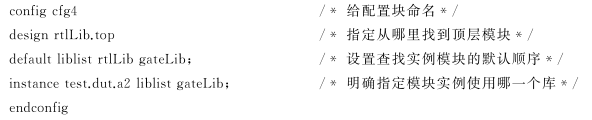 config cfg4 /* 给配置块命名*/
design rtlLib.top /* 指定从哪里找到顶层模块*/
default liblist rtlLib gateLib; /* 设置查找实例模块的默认顺序*/
instance test.dut.a2 liblist gateLib; /* 明确指定模块实例使用哪一个库*/
endconfig